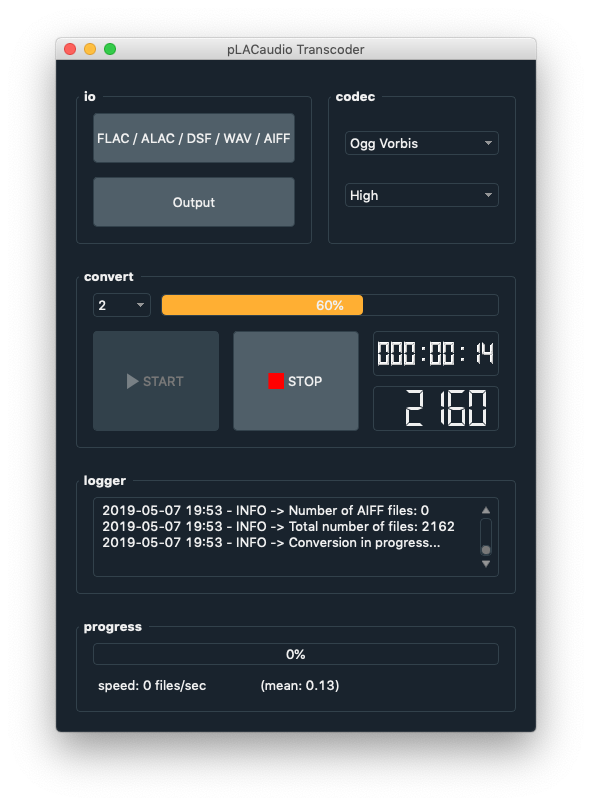 pLACaudio Transcoder
io
FLAC / ALAC / DSF / WAV / AIFF
Output
codec
Ogg Vorbis
High
convert
2
60%
START
STOP
000:00:14
2160
logger
2019-05-07 19:53 - INFO -> Number of AIFF files: 0
2019-05-07 19:53 - INFO -> Total number of files: 2162
2019-05-07 19:53 - INFO -> Conversion in progress...
progress
0%
speed: 0 files/sec (mean: 0.13)